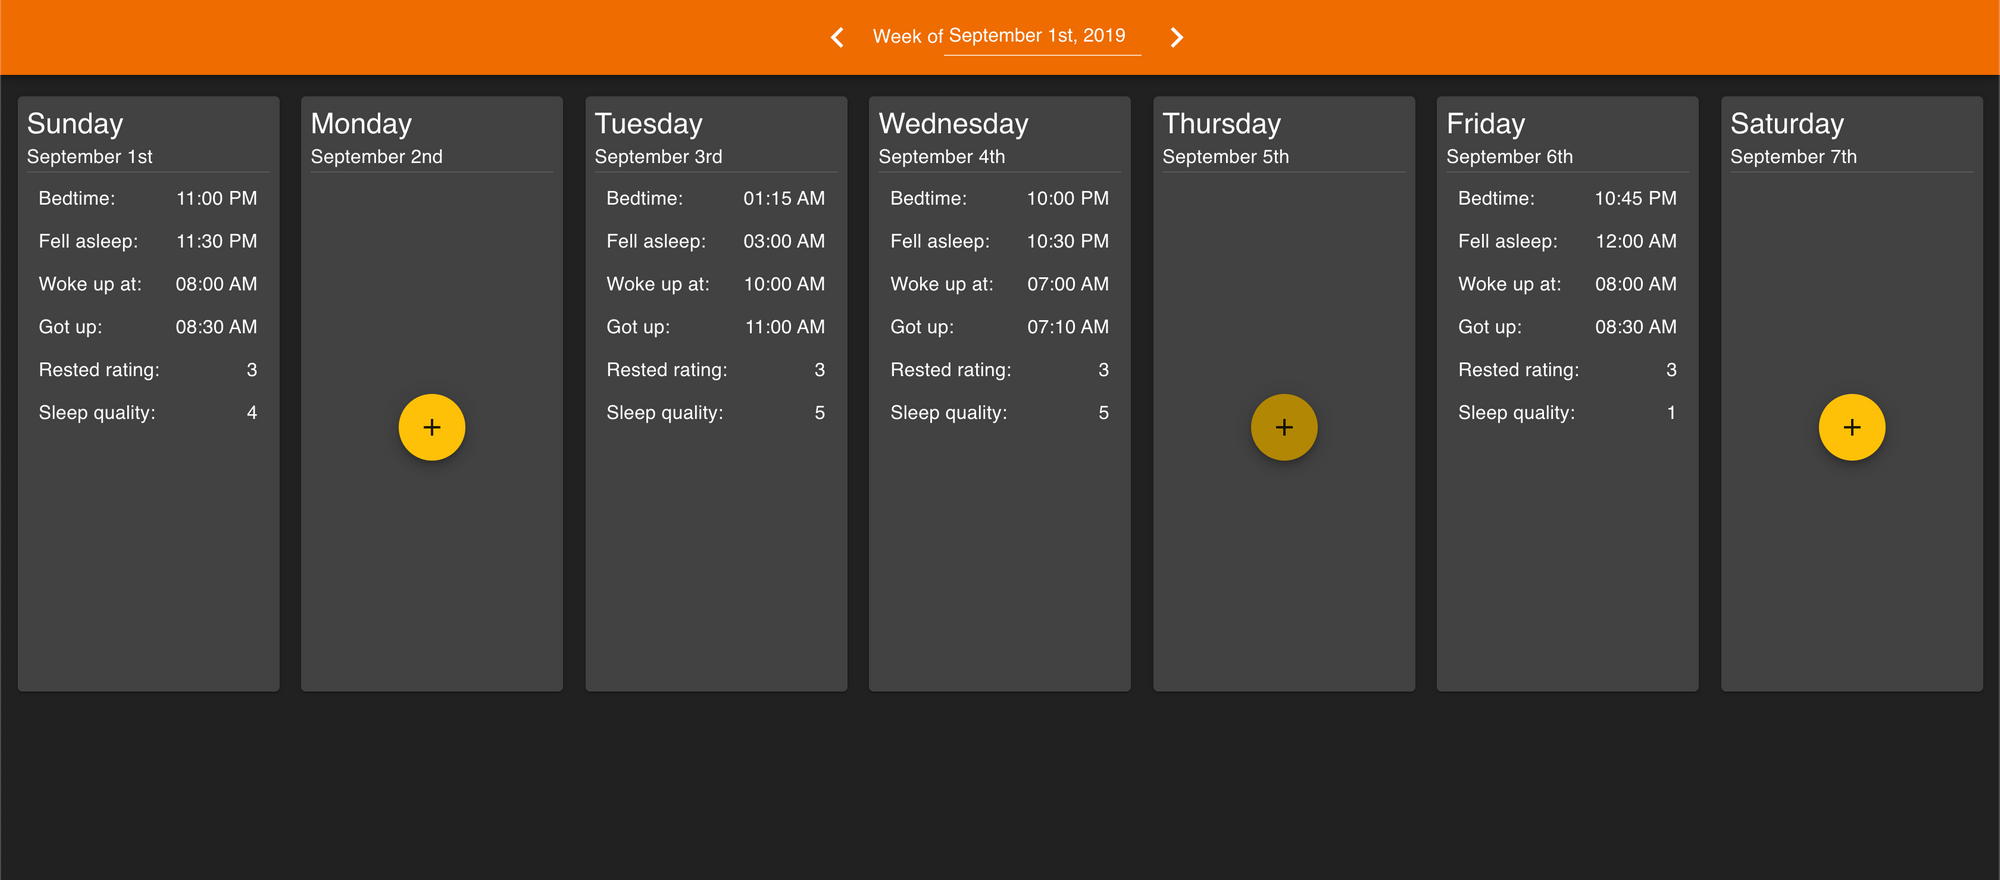 Week of September 1st, 2019
Sunday
September 1st
Bedtime: 11:00 PM
Fell asleep: 11:30 PM
Woke up at: 08:00 AM
Got up: 08:30 AM
Rested rating: 3
Sleep quality: 4
Monday
September 2nd
+
Tuesday
September 3rd
Bedtime: 01:15 AM
Fell asleep: 03:00 AM
Woke up at: 10:00 AM
Got up: 11:00 AM
Rested rating: 3
Sleep quality: 5
Wednesday
September 4th
Bedtime: 10:00 PM
Fell asleep: 10:30 PM
Woke up at: 07:00 AM
Got up: 07:10 AM
Rested rating: 3
Sleep quality: 5
Thursday
September 5th
+
Friday
September 6th
Bedtime: 10:45 PM
Fell asleep: 12:00 AM
Woke up at: 08:00 AM
Got up: 08:30 AM
Rested rating: 3
Sleep quality: 1
Saturday
September 7th
+